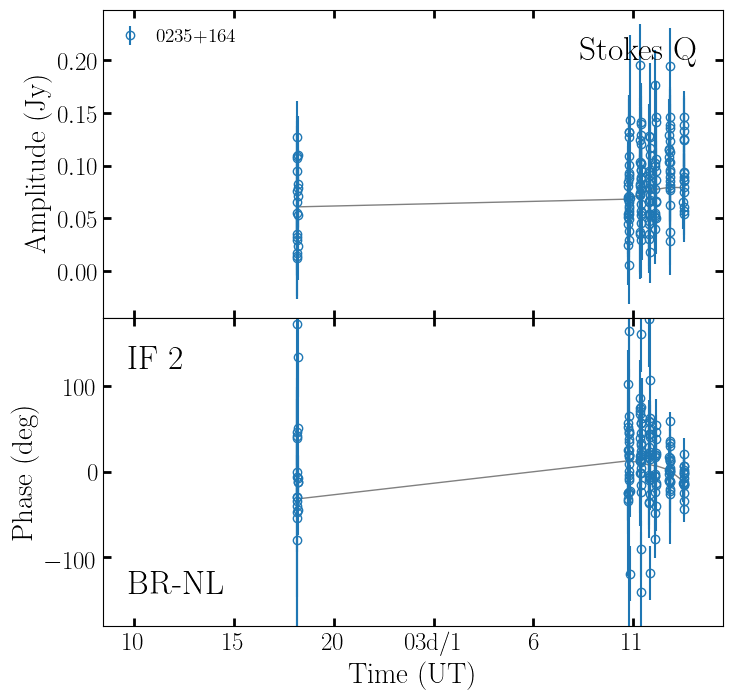 0235+164
Stokes Q
0.20
0.15
0.10
0.05
0.00
Amplitude (Jy)
IF 2
100
0
−100
Phase (deg)
BR-NL
10 15 20 03d/1 6 11
Time (UT)